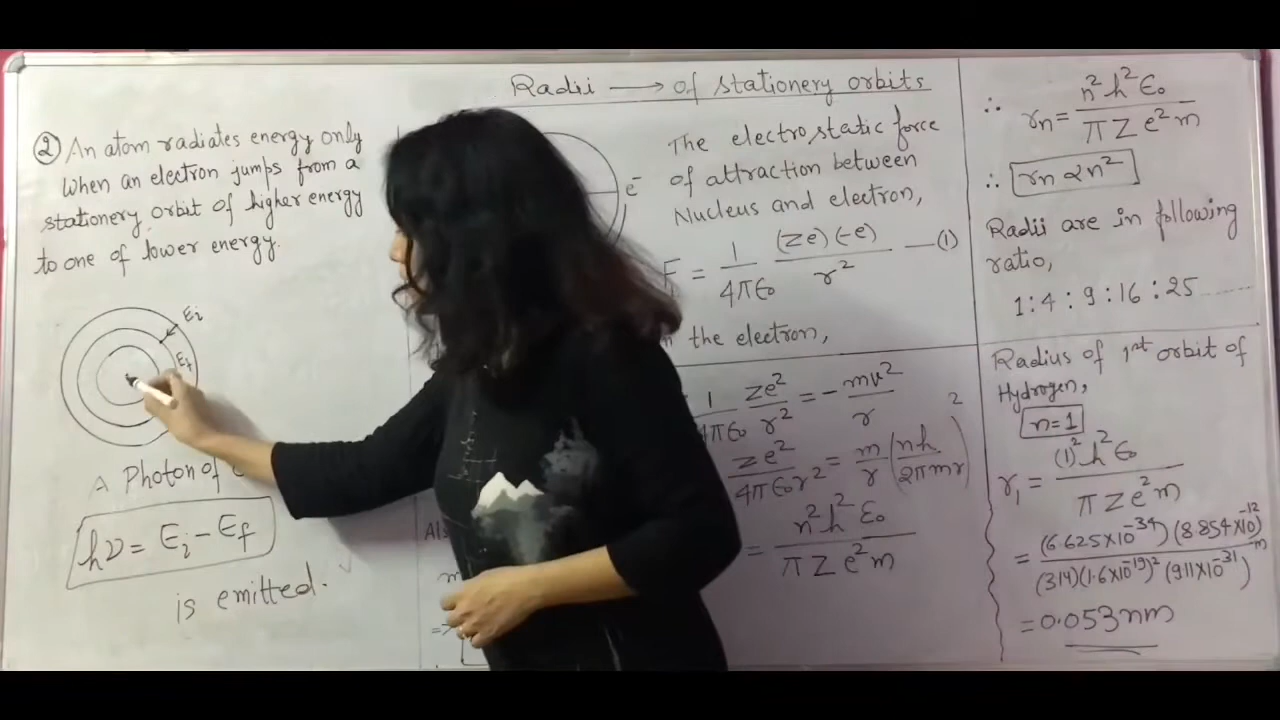 Radii → of stationery orbits
② An atom radiates energy only
when an electron jumps from a
stationery orbit of higher energy
to one of lower energy.
Ei
Ef
A Photon of
hν = Ei - Ef
is emitted.
e⁻
The electrostatic force
of attraction between
Nucleus and electron,
F = 1/4πε₀ (ze)(-e)/r² —(1)
the electron,
1/4πε₀ ze²/r² = - mv²/r
ze²/4πε₀r² = m/r (nh/2πmr)²
= n²h²ε₀/πZe²m
∴ rn = n²h²ε₀/πZe²m
∴ rn ∝ n²
Radii are in following
ratio,
1:4:9:16:25......
Radius of 1st orbit of
Hydrogen,
n=1
r₁ = (1)²h²ε₀/πZe²m
= (6.625×10⁻³⁴)(8.854×10⁻¹²)/(3.14)(1.6×10⁻¹⁹)²(9.11×10⁻³¹) m
= 0.053nm